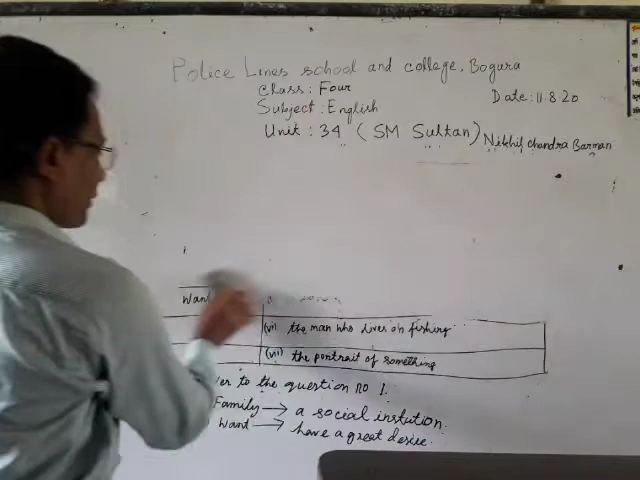 Police Lines school and college, Bogura
Class: Four
Date: 11.8.20
Subject: English
Unit: 34 (SM Sultan)
Nikhil Chandra Barman
Want
(vi) the man who lives on fishing
(vii) the portrait of something
er to the question no 1.
Family → a social instution.
Want → have a great desire.